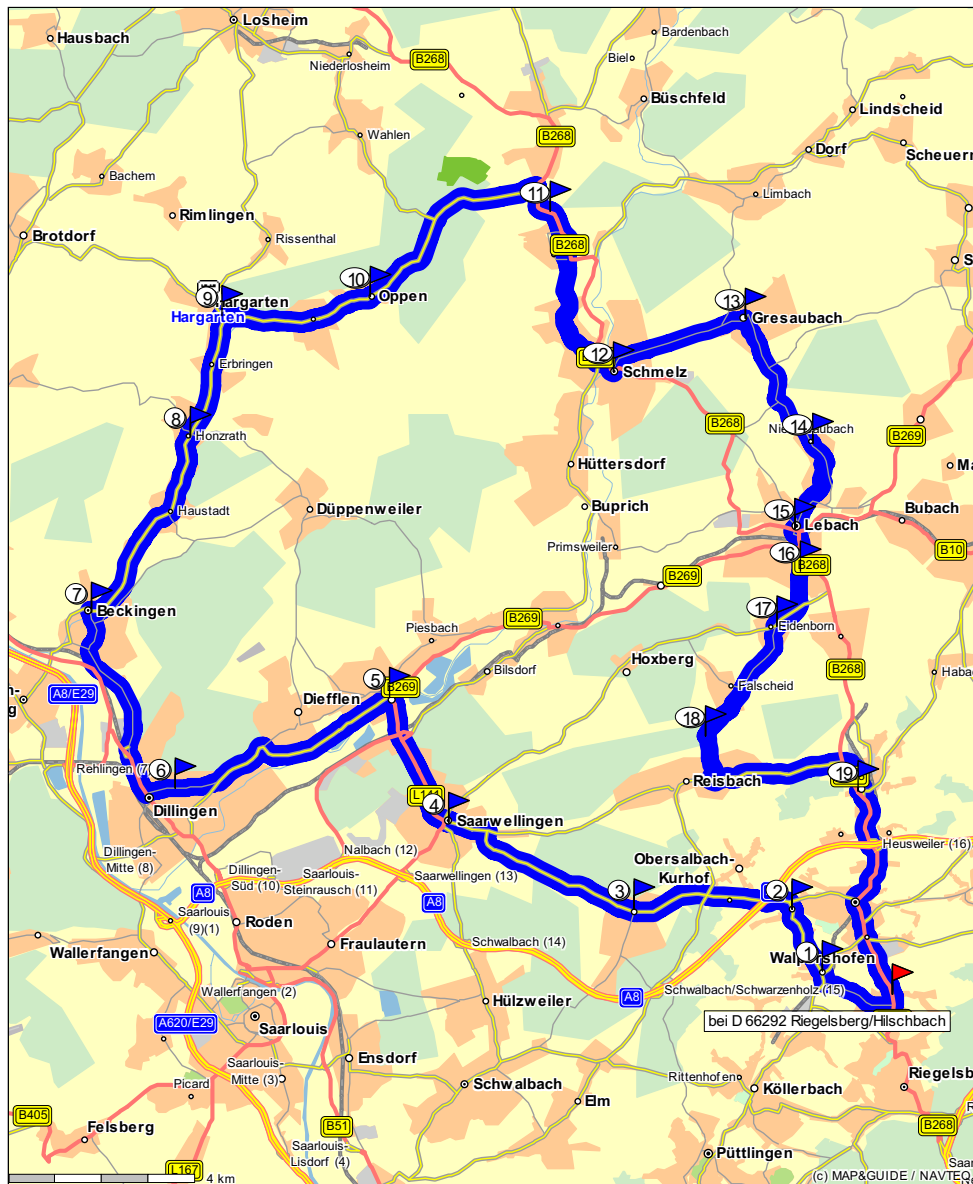 Losheim
Hausbach
Bardenbach
B268
Biel
Niederlosheim
Büschfeld
Lindscheid
B268
Wahlen
Dorf
Bachem
Limbach
11
Rimlingen
Brotdorf
Rissenthal
B268
10
9
Oppen
13
Hargarten
Gresaubach
12
Erbringen
Schmelz
8
B268
14
B269
Honzrath
Hüttersdorf
Haustadt
Düppenweiler
Buprich
15
Lebach
Bubach
Primsweiler
16
B10
B268
7
B269
Beckingen
17
B269
Eidenborn
Piesbach
Hoxberg
B268
Bilsdorf
5
B269
Falscheid
A8/E29
Diefflen
18
Rehlingen (7)
6
Reisbach
19
Dillingen
4
Saarwellingen
Heusweiler (16)
Dillingen-
Mitte (8)
Nalbach (12)
Obersalbach-
Kurhof
Dillingen-
Süd (10)
Saarlouis-
Steinrausch (11)
Saarwellingen (13)
A8
3
2
A8
Saarlouis
(9)(1)
Roden
Fraulautern
Schwalbach (14)
1
Walpershofen
Wallerfangen
Wallerfangen (2)
Hülzweiler
A8
Schwalbach/Schwarzenholz (15)
A620/E29
Saarlouis
bei D 66292 Riegelsberg/Hilschbach
Saarlouis-
Mitte (3)
Ensdorf
Rittenhofen
Picard
Schwalbach
Köllerbach
B405
Elm
B51
B268
Felsberg
Saarlouis-
Lisdorf (4)
Püttlingen
L167
4 km
(c) MAP&GUIDE / NAVTEQ